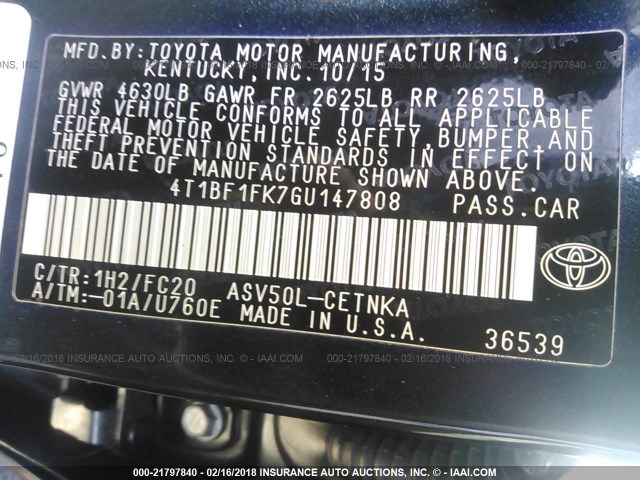 MFD.BY:TOYOTA MOTOR MANUFACTURING,
KENTUCKY, INC. 10/15
GVWR 4630LB GAWR FR 2625LB RR 2625LB
THIS VEHICLE CONFORMS TO ALL APPLICABLE
FEDERAL MOTOR VEHICLE SAFETY, BUMPER, AND
THEFT PREVENTION STANDARDS IN EFFECT ON
THE DATE OF MANUFACTURE SHOWN ABOVE.
4T1BF1FK7GU147808 PASS.CAR
C/TR:1H2/FC20 ASV50L-CETNKA
A/TM:-01A/U760E MADE IN U.S.A. 36539
TOYOTA
000-21797840 - 02/16/2018 - INSURANCE AUTO AUCTIONS - © - IAAI.COM